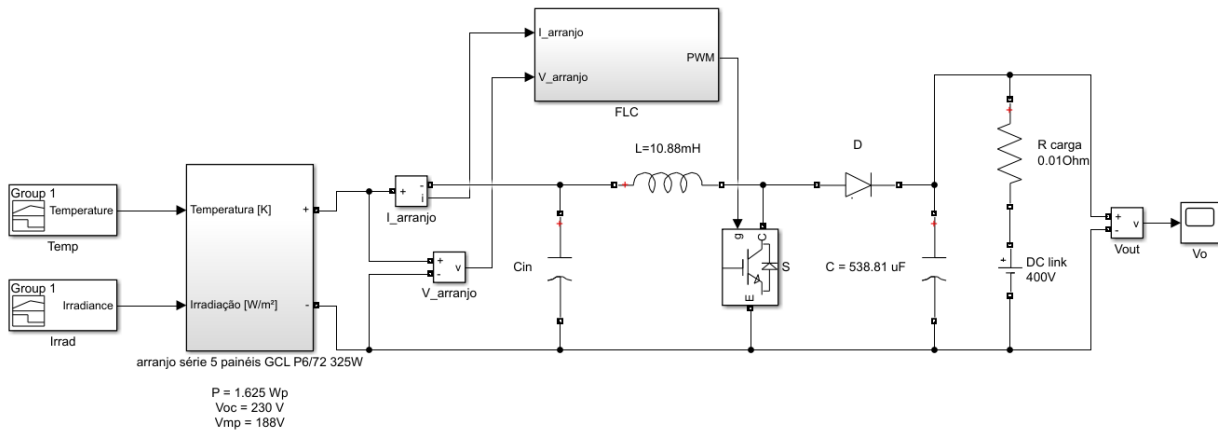 I_arranjo
V_arranjo
PWM
FLC
L=10.88mH
D
R carga
0.01Ohm
Group 1
Temperature
Temp
Temperatura [K]
+
+
-
i
I_arranjo
+
-
v
V_arranjo
Cin
g
C
E
S
C = 538.81 uF
+
DC link
400V
+
-
v
Vout
Vo
Group 1
Irradiance
Irrad
Irradiação [W/m²]
-
arranjo série 5 painéis GCL P6/72 325W
P = 1.625 Wp
Voc = 230 V
Vmp = 188V